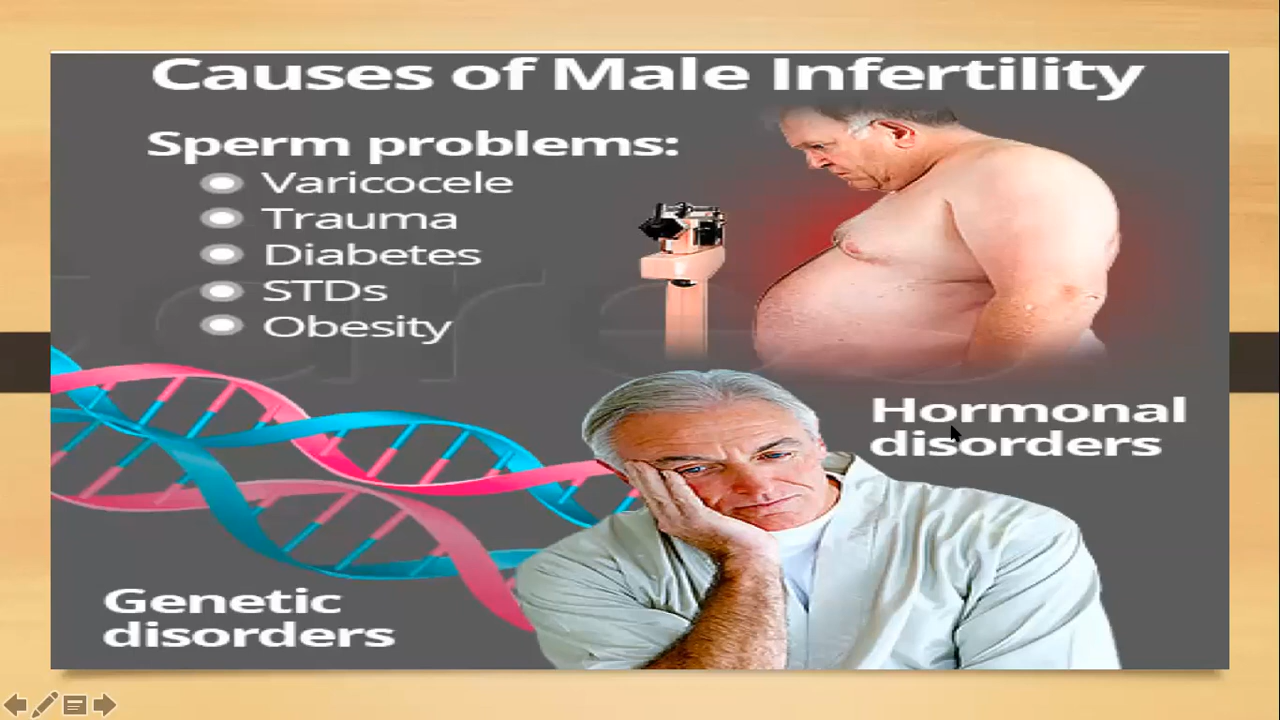 Causes of Male Infertility
Sperm problems:
Varicocele
Trauma
Diabetes
STDs
Obesity
Hormonal
disorders
Genetic
disorders